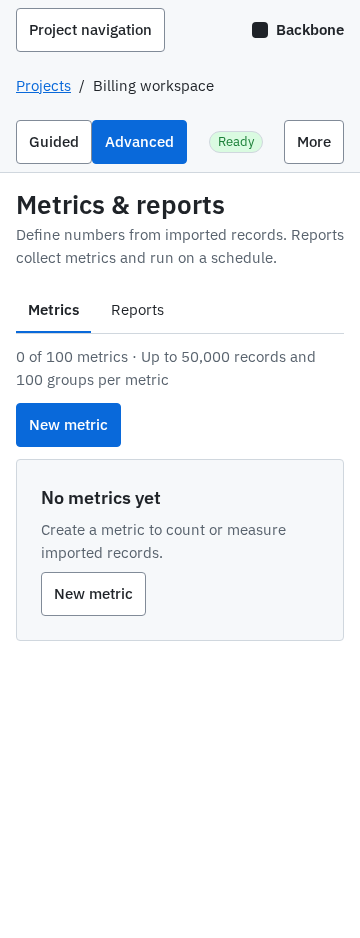 Project navigation
Backbone
Projects / Billing workspace
Guided
Advanced
Ready
More
Metrics & reports
Define numbers from imported records. Reports
collect metrics and run on a schedule.
Metrics
Reports
0 of 100 metrics · Up to 50,000 records and
100 groups per metric
New metric
No metrics yet
Create a metric to count or measure
imported records.
New metric